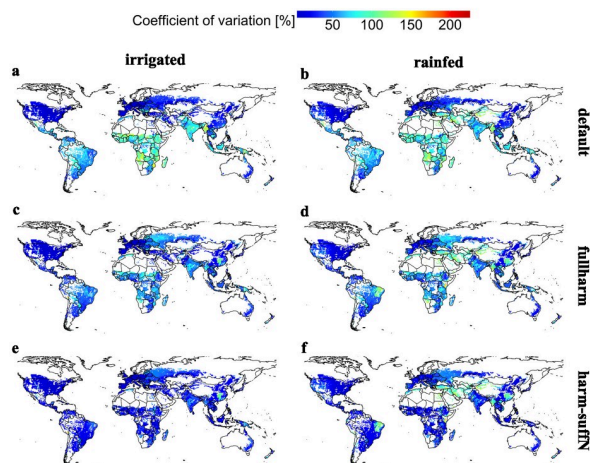 Coefficient of variation [%] 50 100 150 200
irrigated rainfed
a b
default
c d
fullharm
e f
harm-suffN